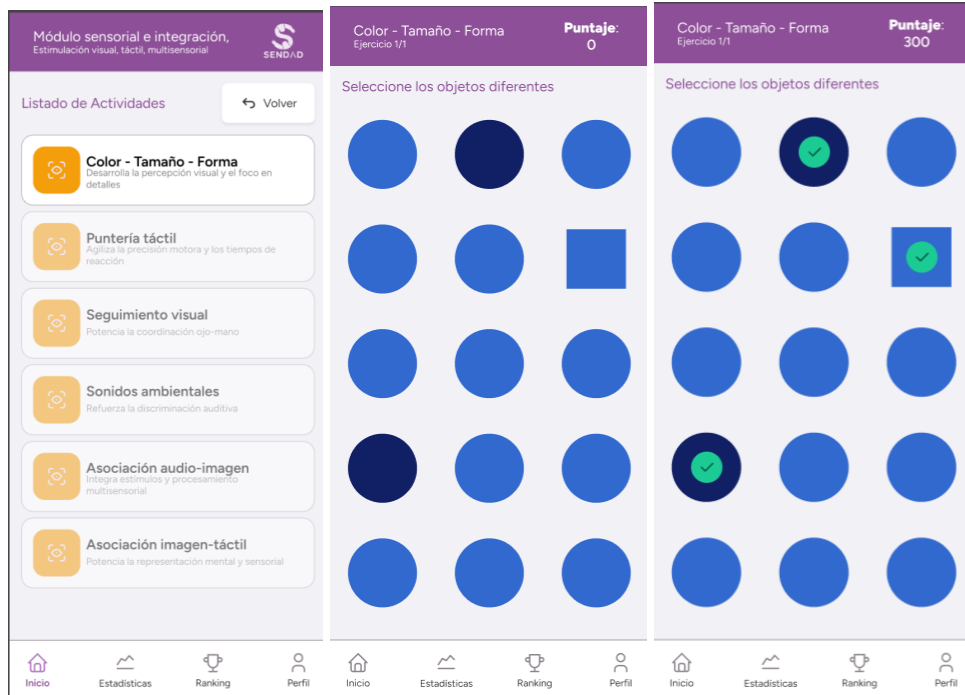 Módulo sensorial e integración,
Estimulación visual, táctil, multisensorial
SENDAD
Listado de Actividades
Volver
Color - Tamaño - Forma
Desarrolla la percepción visual y el foco en
detalles
Puntería táctil
Agiliza la precisión motora y los tiempos de
reacción
Seguimiento visual
Potencia la coordinación ojo-mano
Sonidos ambientales
Refuerza la discriminación auditiva
Asociación audio-imagen
Integra estímulos y procesamiento
multisensorial
Asociación imagen-táctil
Potencia la representación mental y sensorial
Inicio
Estadísticas
Ranking
Perfil
Color - Tamaño - Forma
Ejercicio 1/1
Puntaje:
0
Seleccione los objetos diferentes
Inicio
Estadísticas
Ranking
Perfil
Color - Tamaño - Forma
Ejercicio 1/1
Puntaje:
300
Seleccione los objetos diferentes
Inicio
Estadísticas
Ranking
Perfil